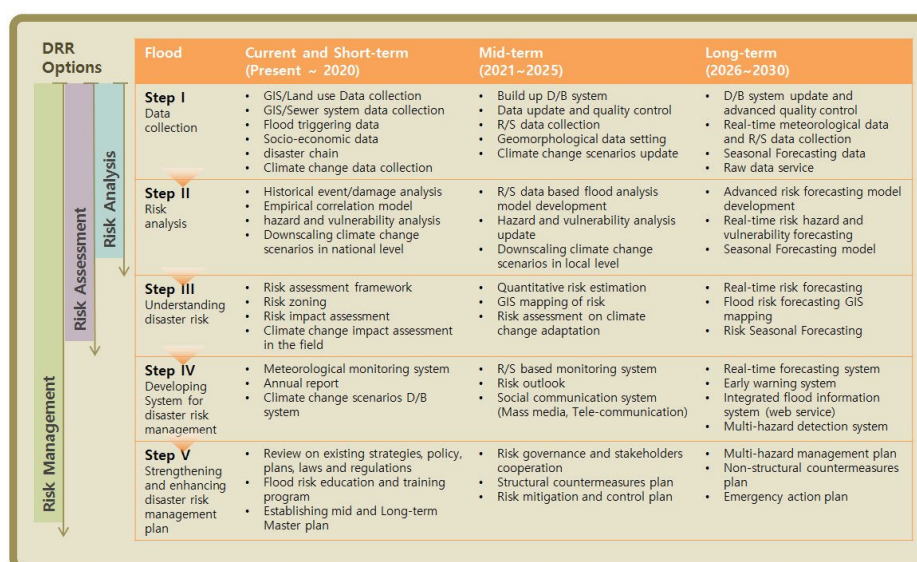 DRR
Options
Risk Management
Risk Assessment
Risk Analysis
Flood
Current and Short-term
(Present ~ 2020)
Mid-term
(2021~2025)
Long-term
(2026~2030)
Step I
Data
collection
• GIS/Land use Data collection
• GIS/Sewer system data collection
• Flood triggering data
• Socio-economic data
• disaster chain
• Climate change data collection
• Build up D/B system
• Data update and quality control
• R/S data collection
• Geomorphological data setting
• Climate change scenarios update
• D/B system update and
advanced quality control
• Real-time meteorological data
and R/S data collection
• Seasonal Forecasting data
• Raw data service
Step II
Risk
analysis
• Historical event/damage analysis
• Empirical correlation model
• hazard and vulnerability analysis
• Downscaling climate change
scenarios in national level
• R/S data based flood analysis
model development
• Hazard and vulnerability analysis
update
• Downscaling climate change
scenarios in local level
• Advanced risk forecasting model
development
• Real-time risk hazard and
vulnerability forecasting
• Seasonal Forecasting model
Step III
Understanding
disaster risk
• Risk assessment framework
• Risk zoning
• Risk impact assessment
• Climate change impact assessment
in the field
• Quantitative risk estimation
• GIS mapping of risk
• Risk assessment on climate
change adaptation
• Real-time risk forecasting
• Flood risk forecasting GIS
mapping
• Risk Seasonal Forecasting
Step IV
Developing
System for
disaster risk
management
• Meteorological monitoring system
• Annual report
• Climate change scenarios D/B
system
• R/S based monitoring system
• Risk outlook
• Social communication system
(Mass media, Tele-communication)
• Real-time forecasting system
• Early warning system
• Integrated flood information
system (web service)
• Multi-hazard detection system
Step V
Strengthening
and enhancing
disaster risk
management
plan
• Review on existing strategies, policy,
plans, laws and regulations
• Flood risk education and training
program
• Establishing mid and Long-term
Master plan
• Risk governance and stakeholders
cooperation
• Structural countermeasures plan
• Risk mitigation and control plan
• Multi-hazard management plan
• Non-structural countermeasures
plan
• Emergency action plan